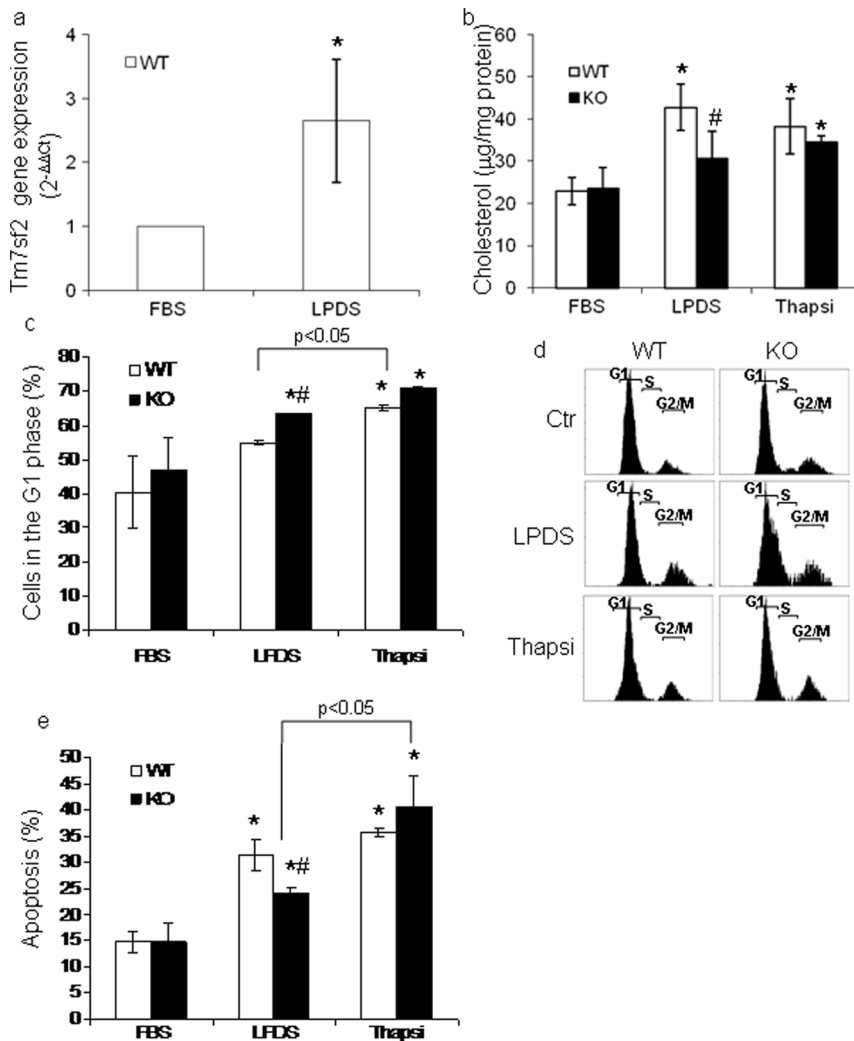 a
Tm7sf2 gene expression
(2-ΔΔCt)
4
3
2
1
0
WT
*
FBS
LPDS
b
Cholesterol (µg/mg protein)
60
50
40
30
20
10
0
WT
KO
*
#
*
*
FBS
LPDS
Thapsi
c
Cells in the G1 phase (%)
80
70
60
50
40
30
20
10
0
WT
KO
p<0.05
*#
*
*
FBS
LFDS
Thapsi
d
WT
KO
Ctr
G1
S
G2/M
G1
S
G2/M
LPDS
G1
S
G2/M
G1
S
G2/M
Thapsi
G1
S
G2/M
G1
S
G2/M
e
Apoptosis (%)
50
45
40
35
30
25
20
15
10
5
0
WT
KO
p<0.05
*
*#
*
*
FBS
LFDS
Thapsi